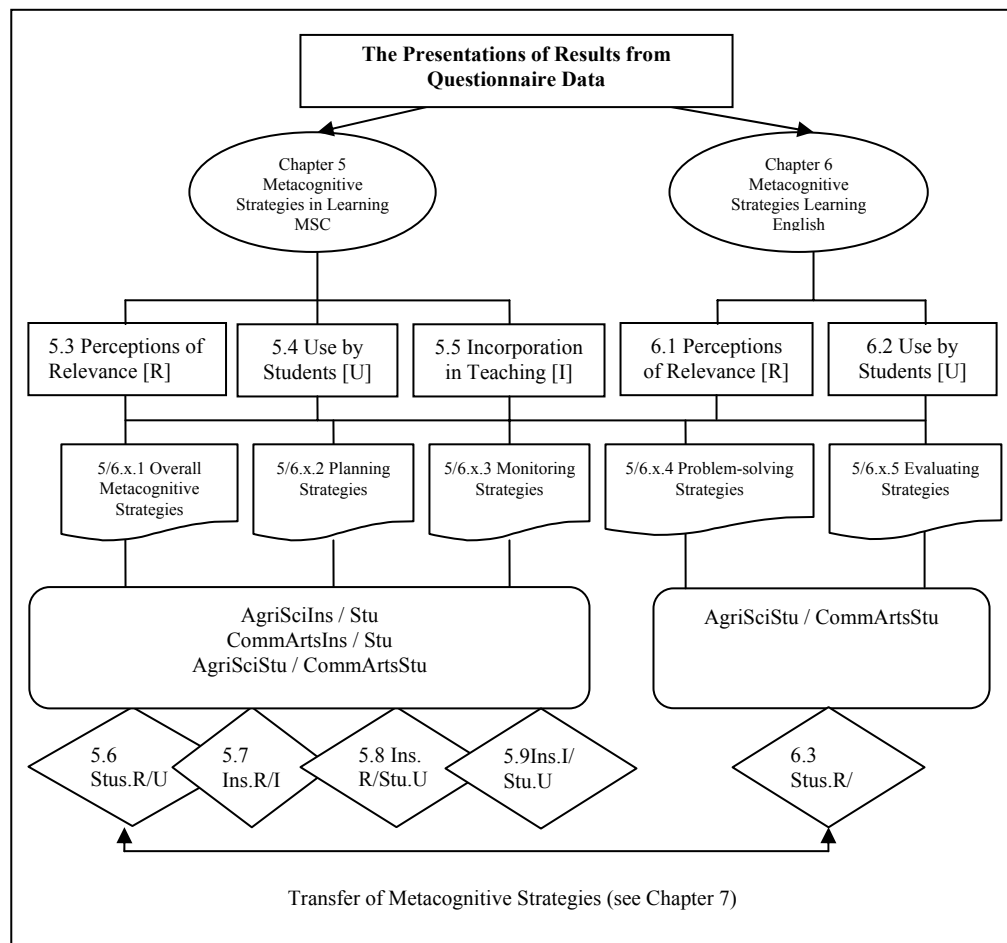 The Presentations of Results from
Questionnaire Data
Chapter 5
Metacognitive
Strategies in Learning
MSC
Chapter 6
Metacognitive
Strategies Learning
English
5.3 Perceptions of
Relevance [R]
5.4 Use by
Students [U]
5.5 Incorporation
in Teaching [I]
6.1 Perceptions
of Relevance [R]
6.2 Use by
Students [U]
5/6.x.1 Overall
Metacognitive
Strategies
5/6.x.2 Planning
Strategies
5/6.x.3 Monitoring
Strategies
5/6.x.4 Problem-solving
Strategies
5/6.x.5 Evaluating
Strategies
AgriSciIns / Stu
CommArtsIns / Stu
AgriSciStu / CommArtsStu
AgriSciStu / CommArtsStu
5.6
Stus.R/U
5.7
Ins.R/I
5.8 Ins.
R/Stu.U
5.9Ins.I/
Stu.U
6.3
Stus.R/
Transfer of Metacognitive Strategies (see Chapter 7)